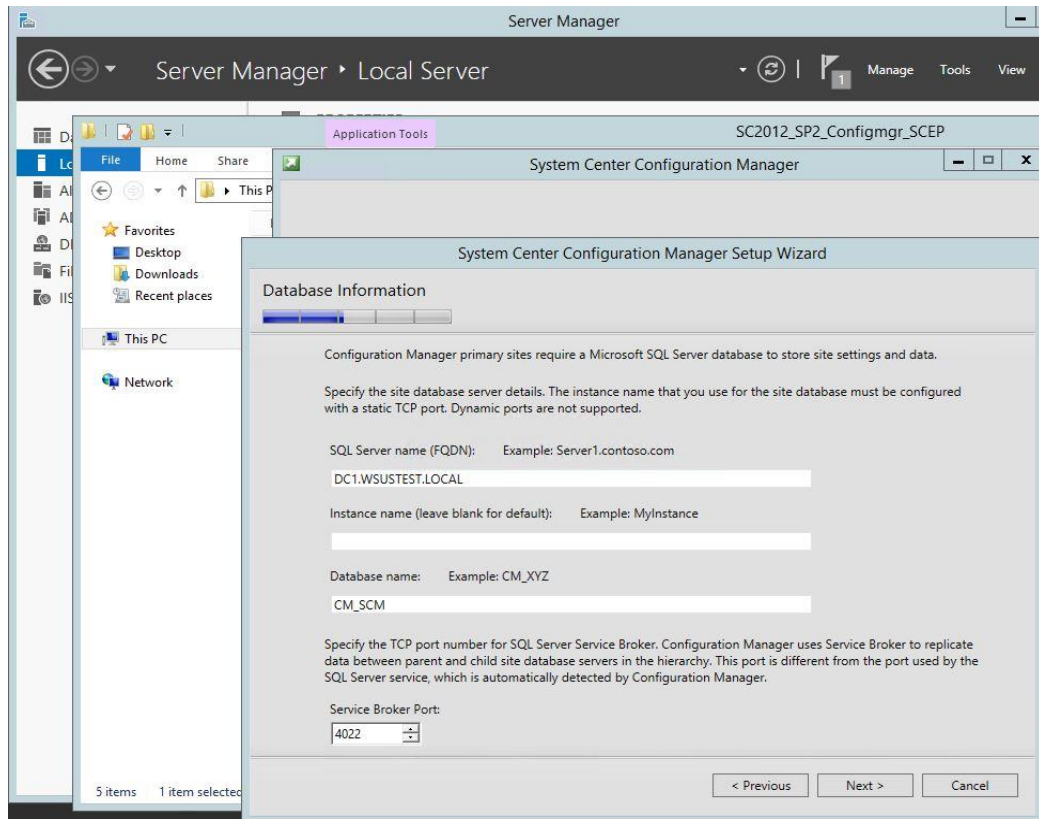 Server Manager
Server Manager ‣ Local Server
1
Manage
Tools
View
Application Tools
SC2012_SP2_Configmgr_SCEP
File
Home
Share
System Center Configuration Manager
This P
Favorites
Desktop
Downloads
Recent places
This PC
Network
System Center Configuration Manager Setup Wizard
Database Information
Configuration Manager primary sites require a Microsoft SQL Server database to store site settings and data.
Specify the site database server details. The instance name that you use for the site database must be configured
with a static TCP port. Dynamic ports are not supported.
SQL Server name (FQDN): Example: Server1.contoso.com
DC1.WSUSTEST.LOCAL
Instance name (leave blank for default): Example: MyInstance
Database name: Example: CM_XYZ
CM_SCM
Specify the TCP port number for SQL Server Service Broker. Configuration Manager uses Service Broker to replicate
data between parent and child site database servers in the hierarchy. This port is different from the port used by the
SQL Server service, which is automatically detected by Configuration Manager.
Service Broker Port:
4022
5 items 1 item selected
< Previous
Next >
Cancel